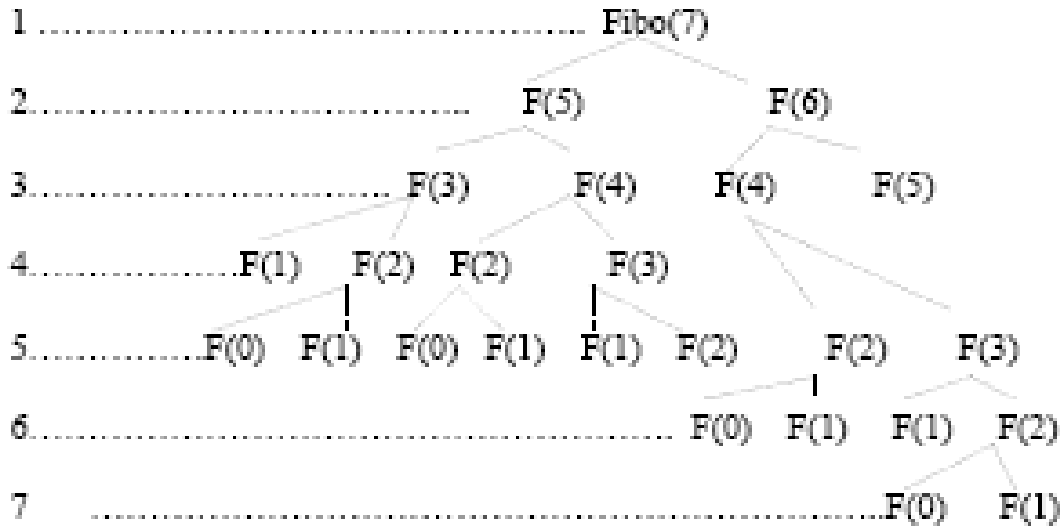 1 ........................................................ Fibo(7)
2............................................. F(5) F(6)
3..................................... F(3) F(4) F(4) F(5)
4.....................F(1) F(2) F(2) F(3)
5..................F(0) F(1) F(0) F(1) F(1) F(2) F(2) F(3)
6................................................................. F(0) F(1) F(1) F(2)
7 ................................................................................F(0) F(1)